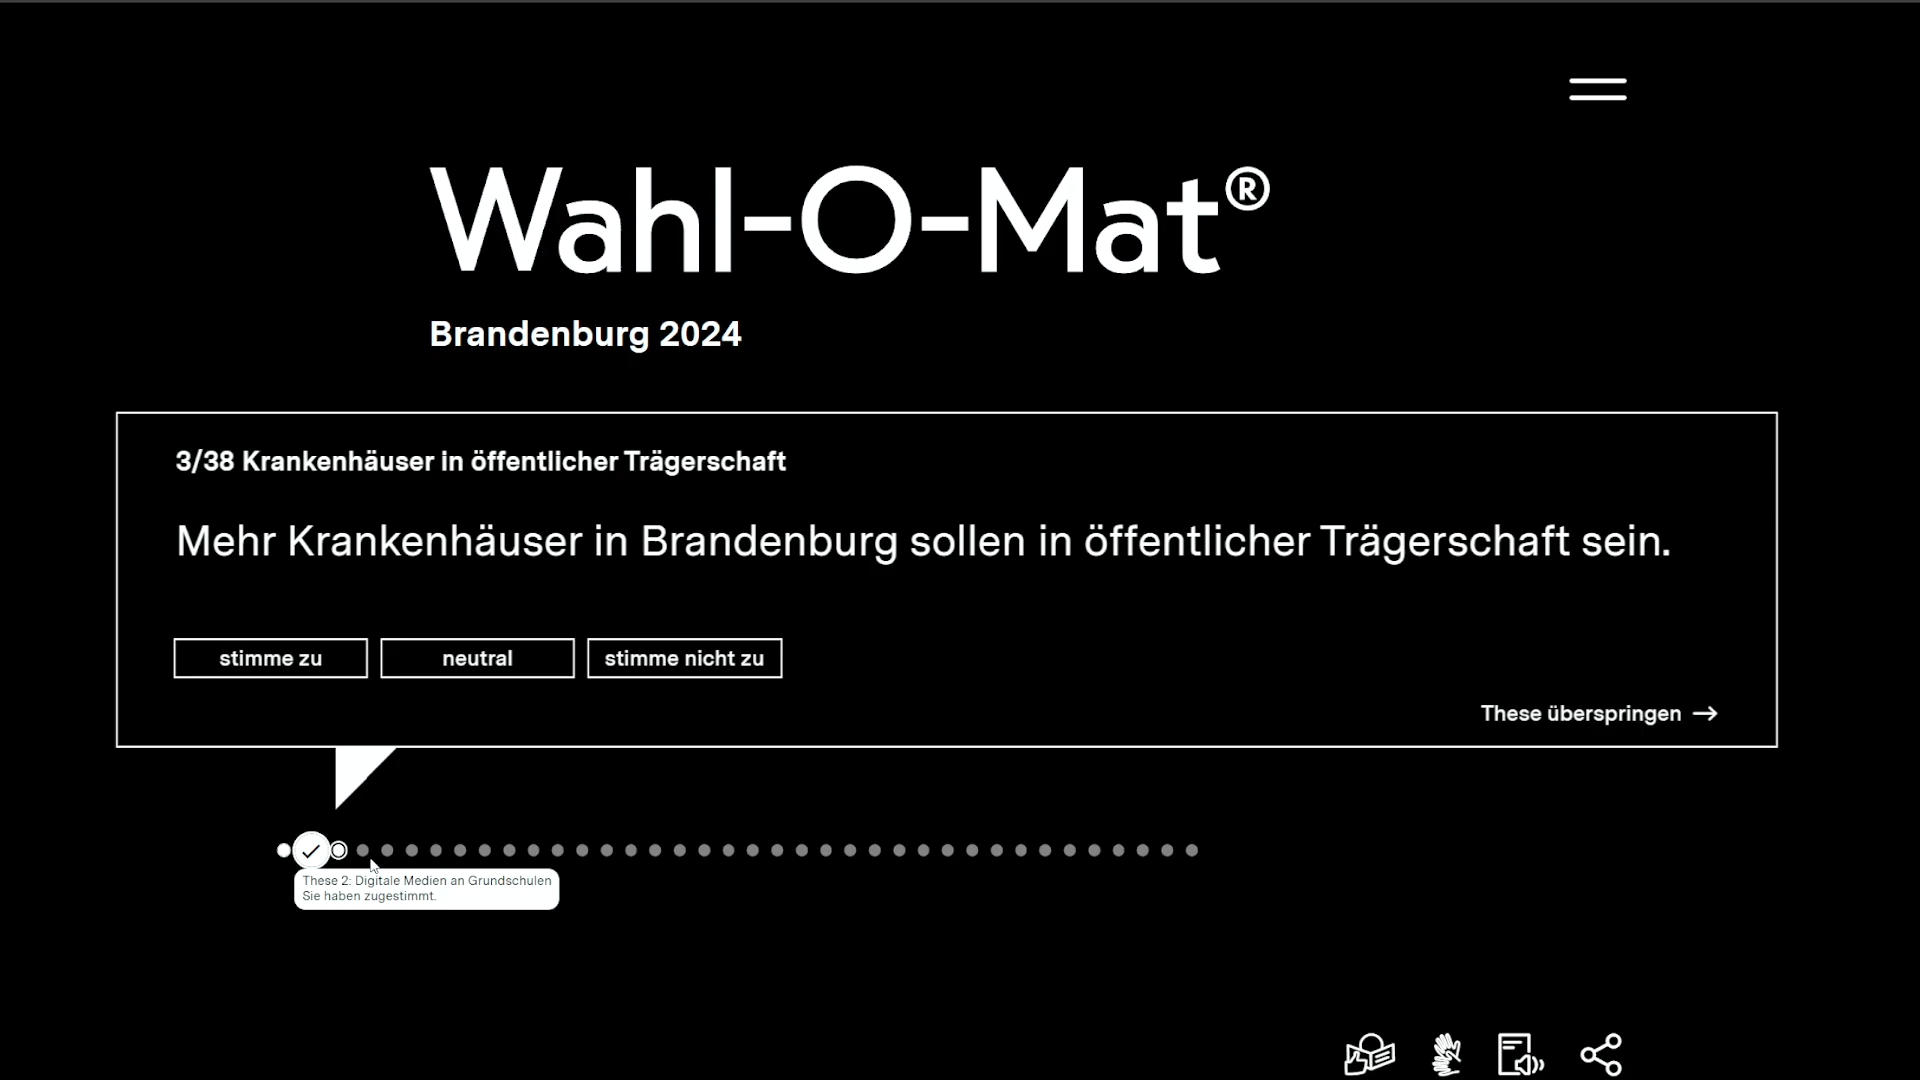 Wahl-O-Mat®
Brandenburg 2024
3/38 Krankenhäuser in öffentlicher Trägerschaft
Mehr Krankenhäuser in Brandenburg sollen in öffentlicher Trägerschaft sein.
stimme zu
neutral
stimme nicht zu
These überspringen →
These 2: Digitale Medien an Grundschulen
Sie haben zugestimmt.